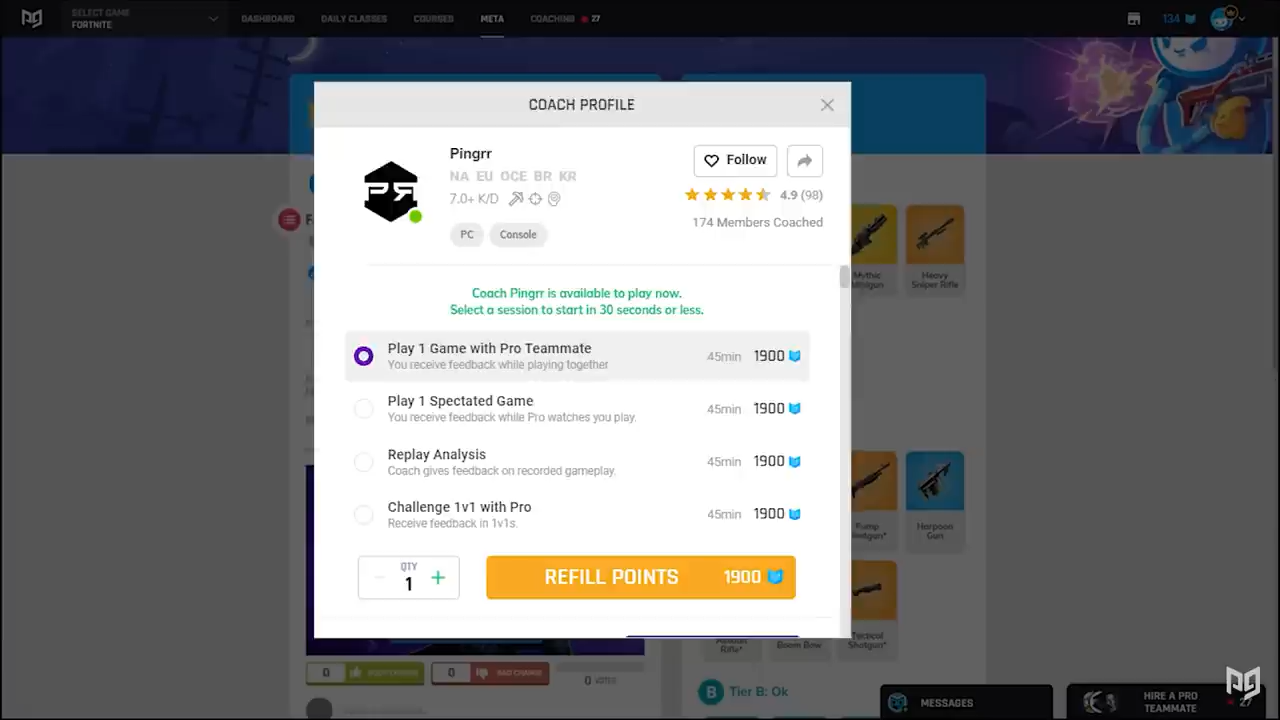 SELECT GAME
FORTNITE
DASHBOARD
DAILY CLASSES
COURSES
META
COACHING
27
134
COACH PROFILE
Pingrr
NA EU OCE BR KR
7.0+ K/D
PC
Console
Follow
4.9 (98)
174 Members Coached
Coach Pingrr is available to play now.
Select a session to start in 30 seconds or less.
Play 1 Game with Pro Teammate
You receive feedback while playing together
45min 1900
Play 1 Spectated Game
You receive feedback while Pro watches you play.
45min 1900
Replay Analysis
Coach gives feedback on recorded gameplay.
45min 1900
Challenge 1v1 with Pro
Receive feedback in 1v1s.
45min 1900
QTY
1
REFILL POINTS 1900
Mythic
Minigun
Heavy
Sniper Rifle
Pump
Shotgun*
Harpoon
Gun
Rifle*
Boom Bow
Tactical
Shotgun*
0
0
BAD CHANGE
0 VOTES
B Tier B: Ok
MESSAGES
HIRE A PRO
TEAMMATE
27